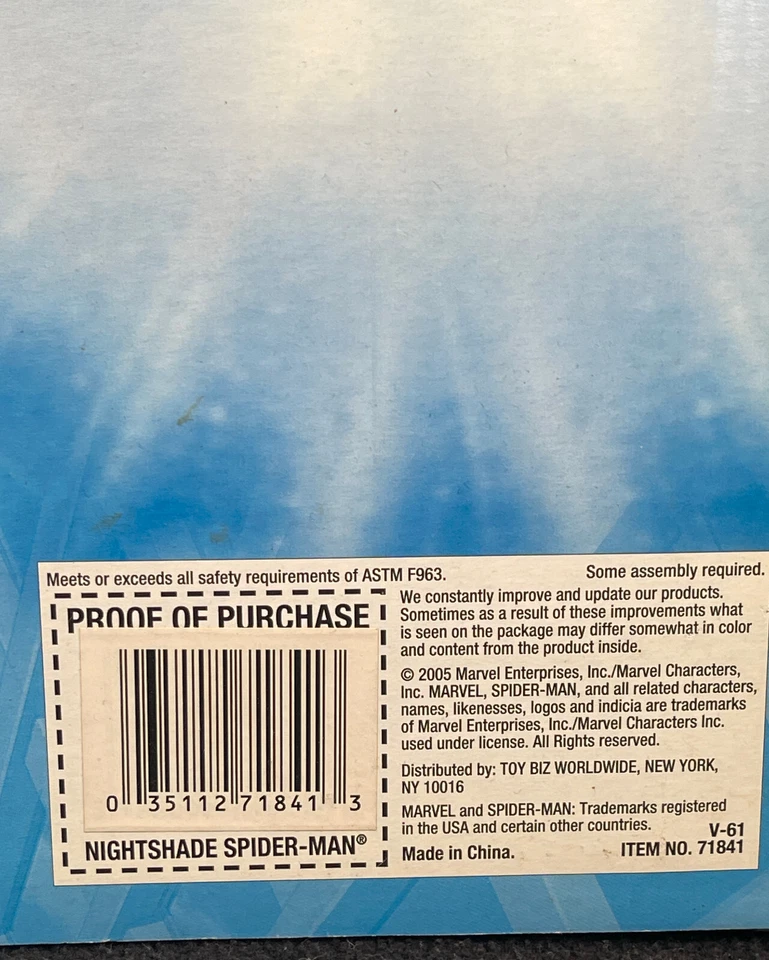 Meets or exceeds all safety requirements of ASTM F963.
Some assembly required.
PROOF OF PURCHASE
0 35112 71841 3
NIGHTSHADE SPIDER-MAN®
We constantly improve and update our products.
Sometimes as a result of these improvements what
is seen on the package may differ somewhat in color
and content from the product inside.
© 2005 Marvel Enterprises, Inc./Marvel Characters,
Inc. MARVEL, SPIDER-MAN, and all related characters,
names, likenesses, logos and indicia are trademarks
of Marvel Enterprises, Inc./Marvel Characters Inc.
used under license. All Rights reserved.
Distributed by: TOY BIZ WORLDWIDE, NEW YORK,
NY 10016
MARVEL and SPIDER-MAN: Trademarks registered
in the USA and certain other countries.
V-61
Made in China.
ITEM NO. 71841